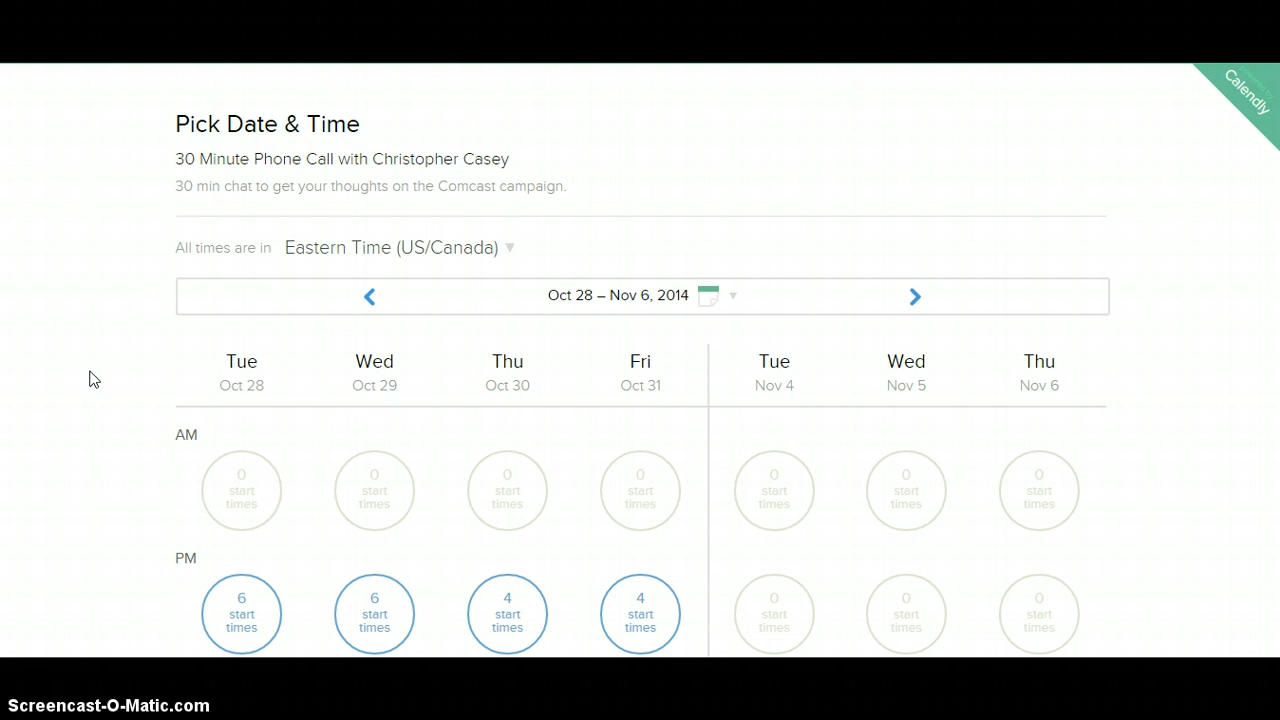 Powered by
Calendly
Pick Date & Time
30 Minute Phone Call with Christopher Casey
30 min chat to get your thoughts on the Comcast campaign.
All times are in Eastern Time (US/Canada)
Oct 28 – Nov 6, 2014
Tue Wed Thu Fri Tue Wed Thu
Oct 28 Oct 29 Oct 30 Oct 31 Nov 4 Nov 5 Nov 6
AM
0 0 0 0 0 0 0
start start start start start start start
times times times times times times times
PM
6 6 4 4 0 0 0
start start start start start start start
times times times times times times times
Screencast-O-Matic.com